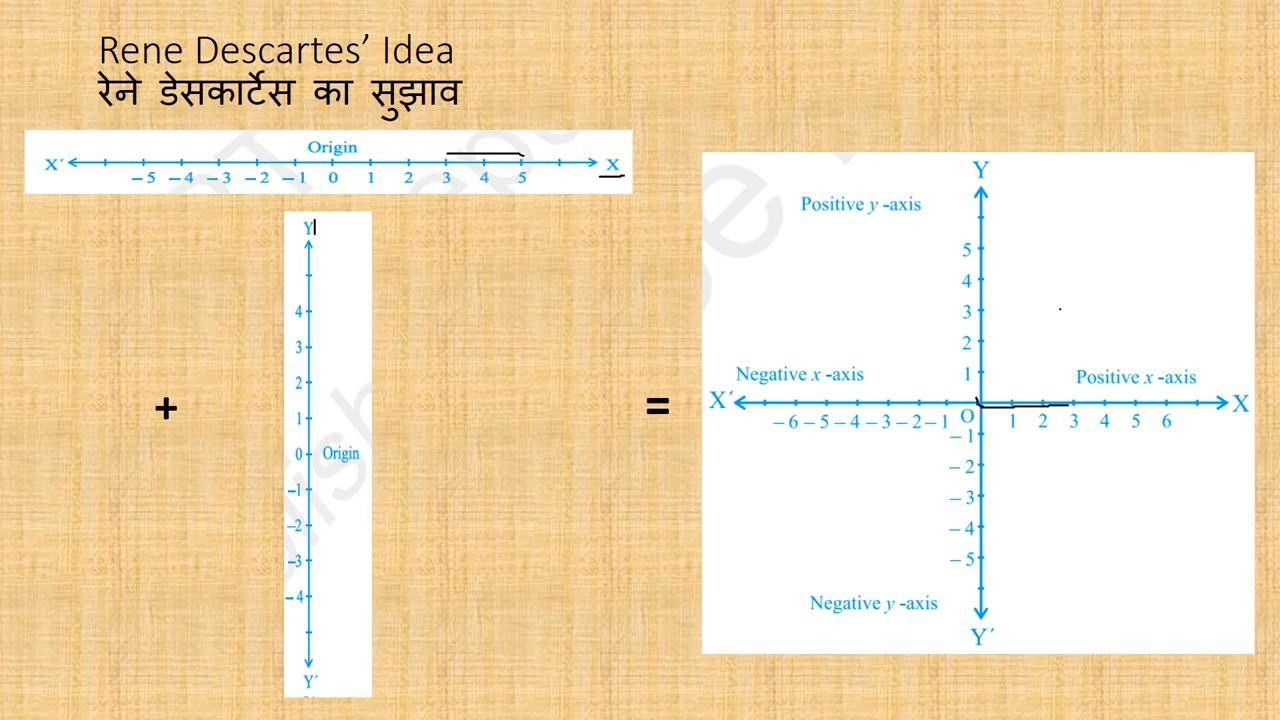 Rene Descartes’ Idea
रेने डेसकार्टेस का सुझाव
Origin
X′ X
−5 −4 −3 −2 −1 0 1 2 3 4 5
Y
4
3
2
1
0 Origin
−1
−2
−3
−4
Y′
+
=
Y
Positive y -axis
5
4
3
2
1
Negative x -axis
Positive x -axis
X′ X
−6 −5 −4 −3 −2 −1 O 1 2 3 4 5 6
−1
−2
−3
−4
−5
Negative y -axis
Y′